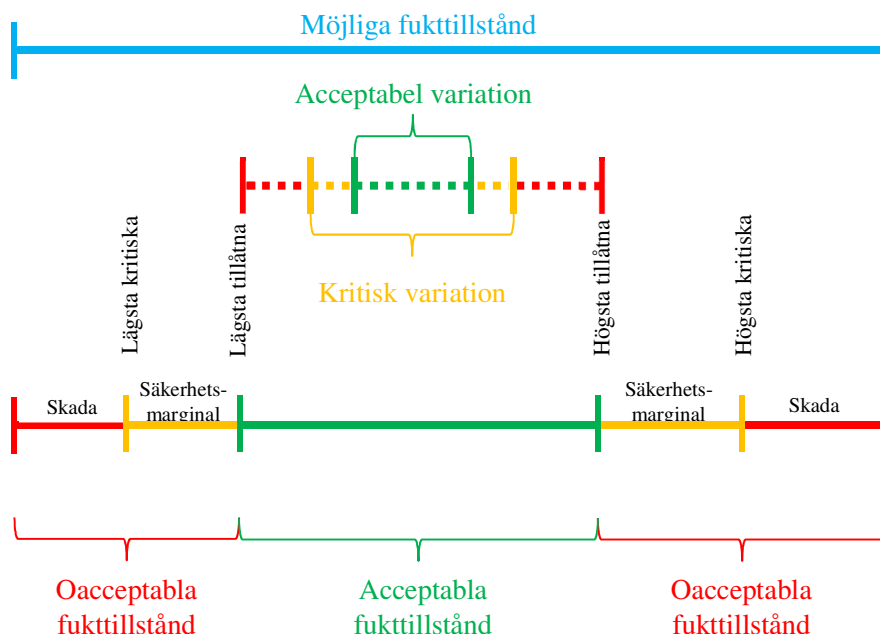 Möjliga fukttillstånd
Acceptabel variation
Kritisk variation
Lägsta kritiska
Lägsta tillåtna
Högsta tillåtna
Högsta kritiska
Skada
Säkerhets-
marginal
Säkerhets-
marginal
Skada
Oacceptabla
fukttillstånd
Acceptabla
fukttillstånd
Oacceptabla
fukttillstånd